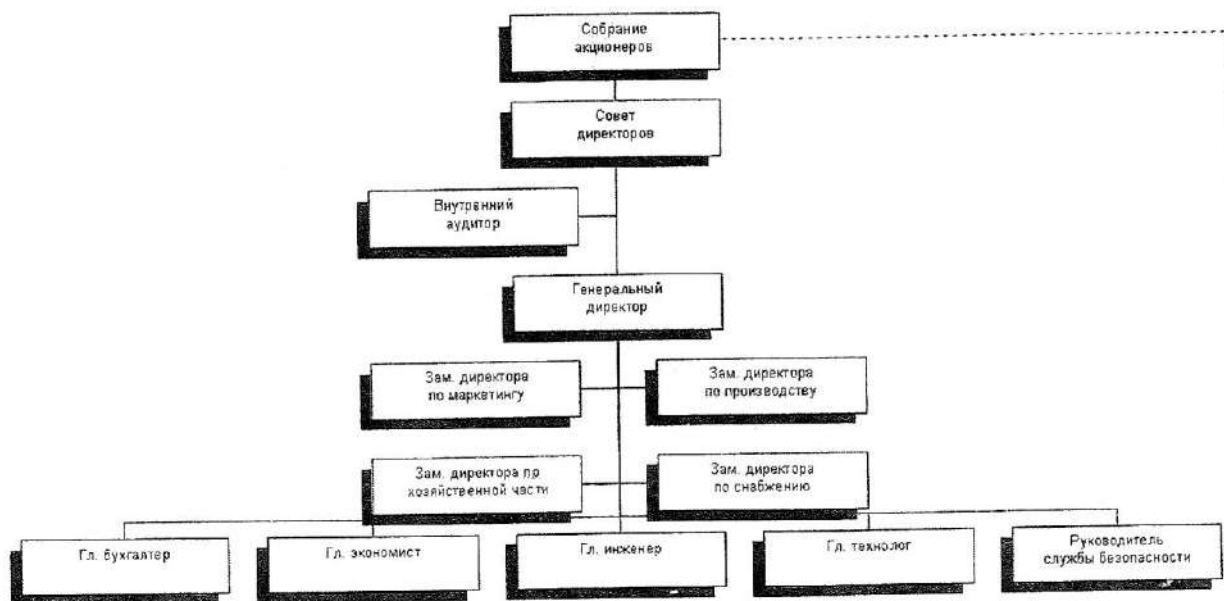 Собрание
акционеров
Совет
директоров
Внутренний
аудитор
Генеральный
директор
Зам. директора
по маркетингу
Зам. директора
по производству
Зам. директора по
хозяйственной части
Зам. директора
по снабжению
Гл. бухгалтер
Гл. экономист
Гл. инженер
Гл. технолог
Руководитель
службы безопасности